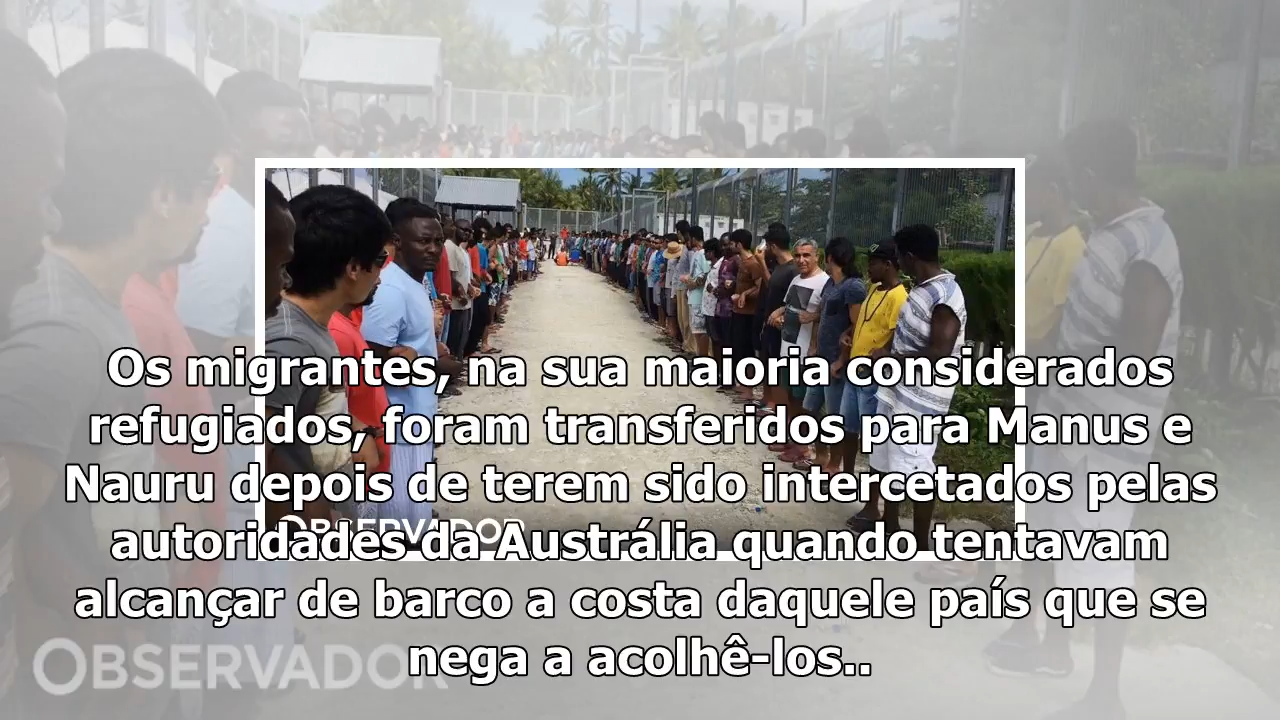 Os migrantes, na sua maioria considerados
refugiados, foram transferidos para Manus e
Nauru depois de terem sido intercetados pelas
autoridades da Austrália quando tentavam
alcançar de barco a costa daquele país que se
nega a acolhê-los..
OBSERVADOR
OBSERVADOR